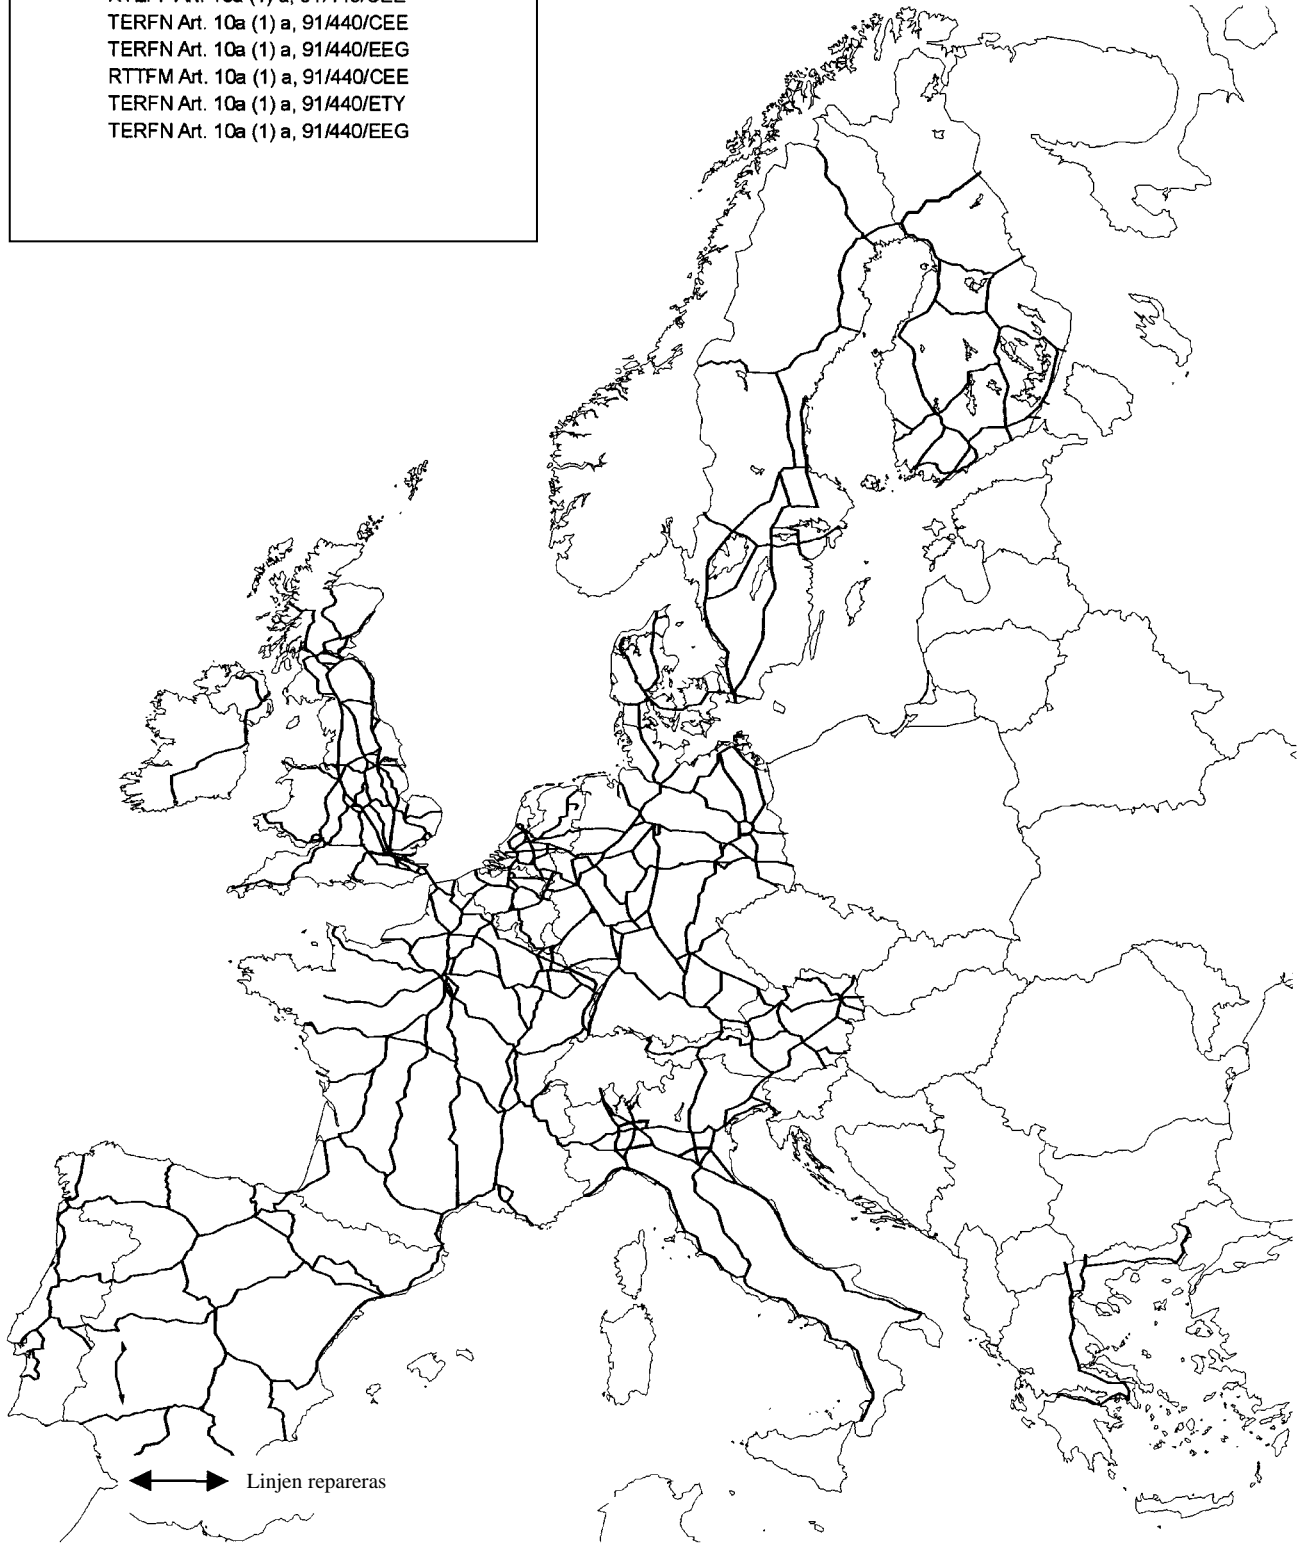 TERFN Art. 10a (1) a, 91/440/CEE
TERFN Art. 10a (1) a, 91/440/EEG
RTTFM Art. 10a (1) a, 91/440/CEE
TERFN Art. 10a (1) a, 91/440/ETY
TERFN Art. 10a (1) a, 91/440/EEG
Linjen repareras